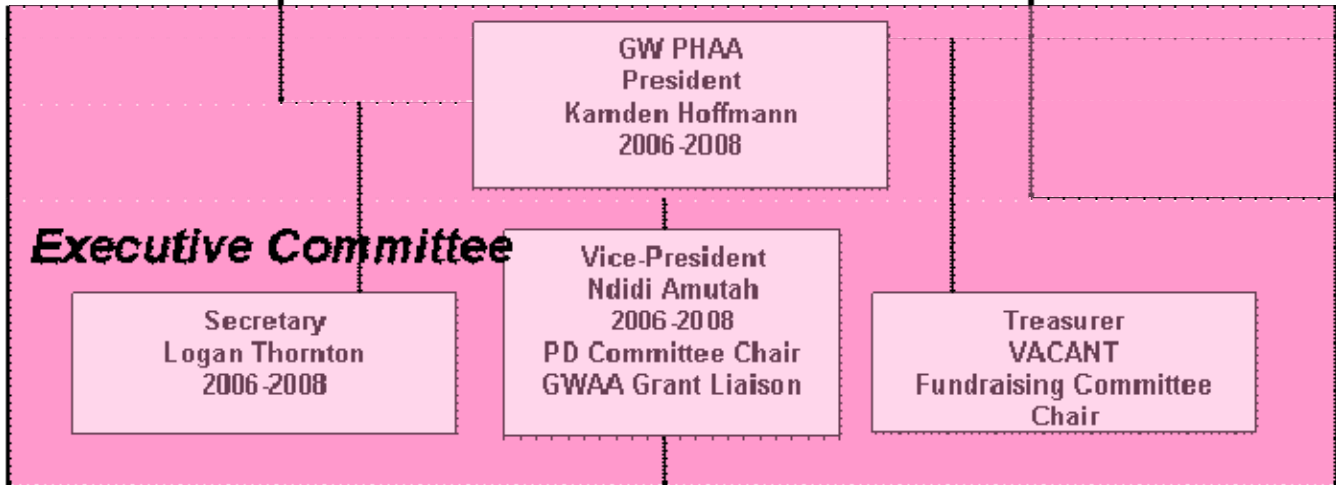 GW PHAA
President
Kamden Hoffmann
2006-2008
Executive Committee
Vice-President
Ndidi Amutah
2006-2008
PD Committee Chair
GWAA Grant Liaison
Secretary
Logan Thornton
2006-2008
Treasurer
VACANT
Fundraising Committee
Chair